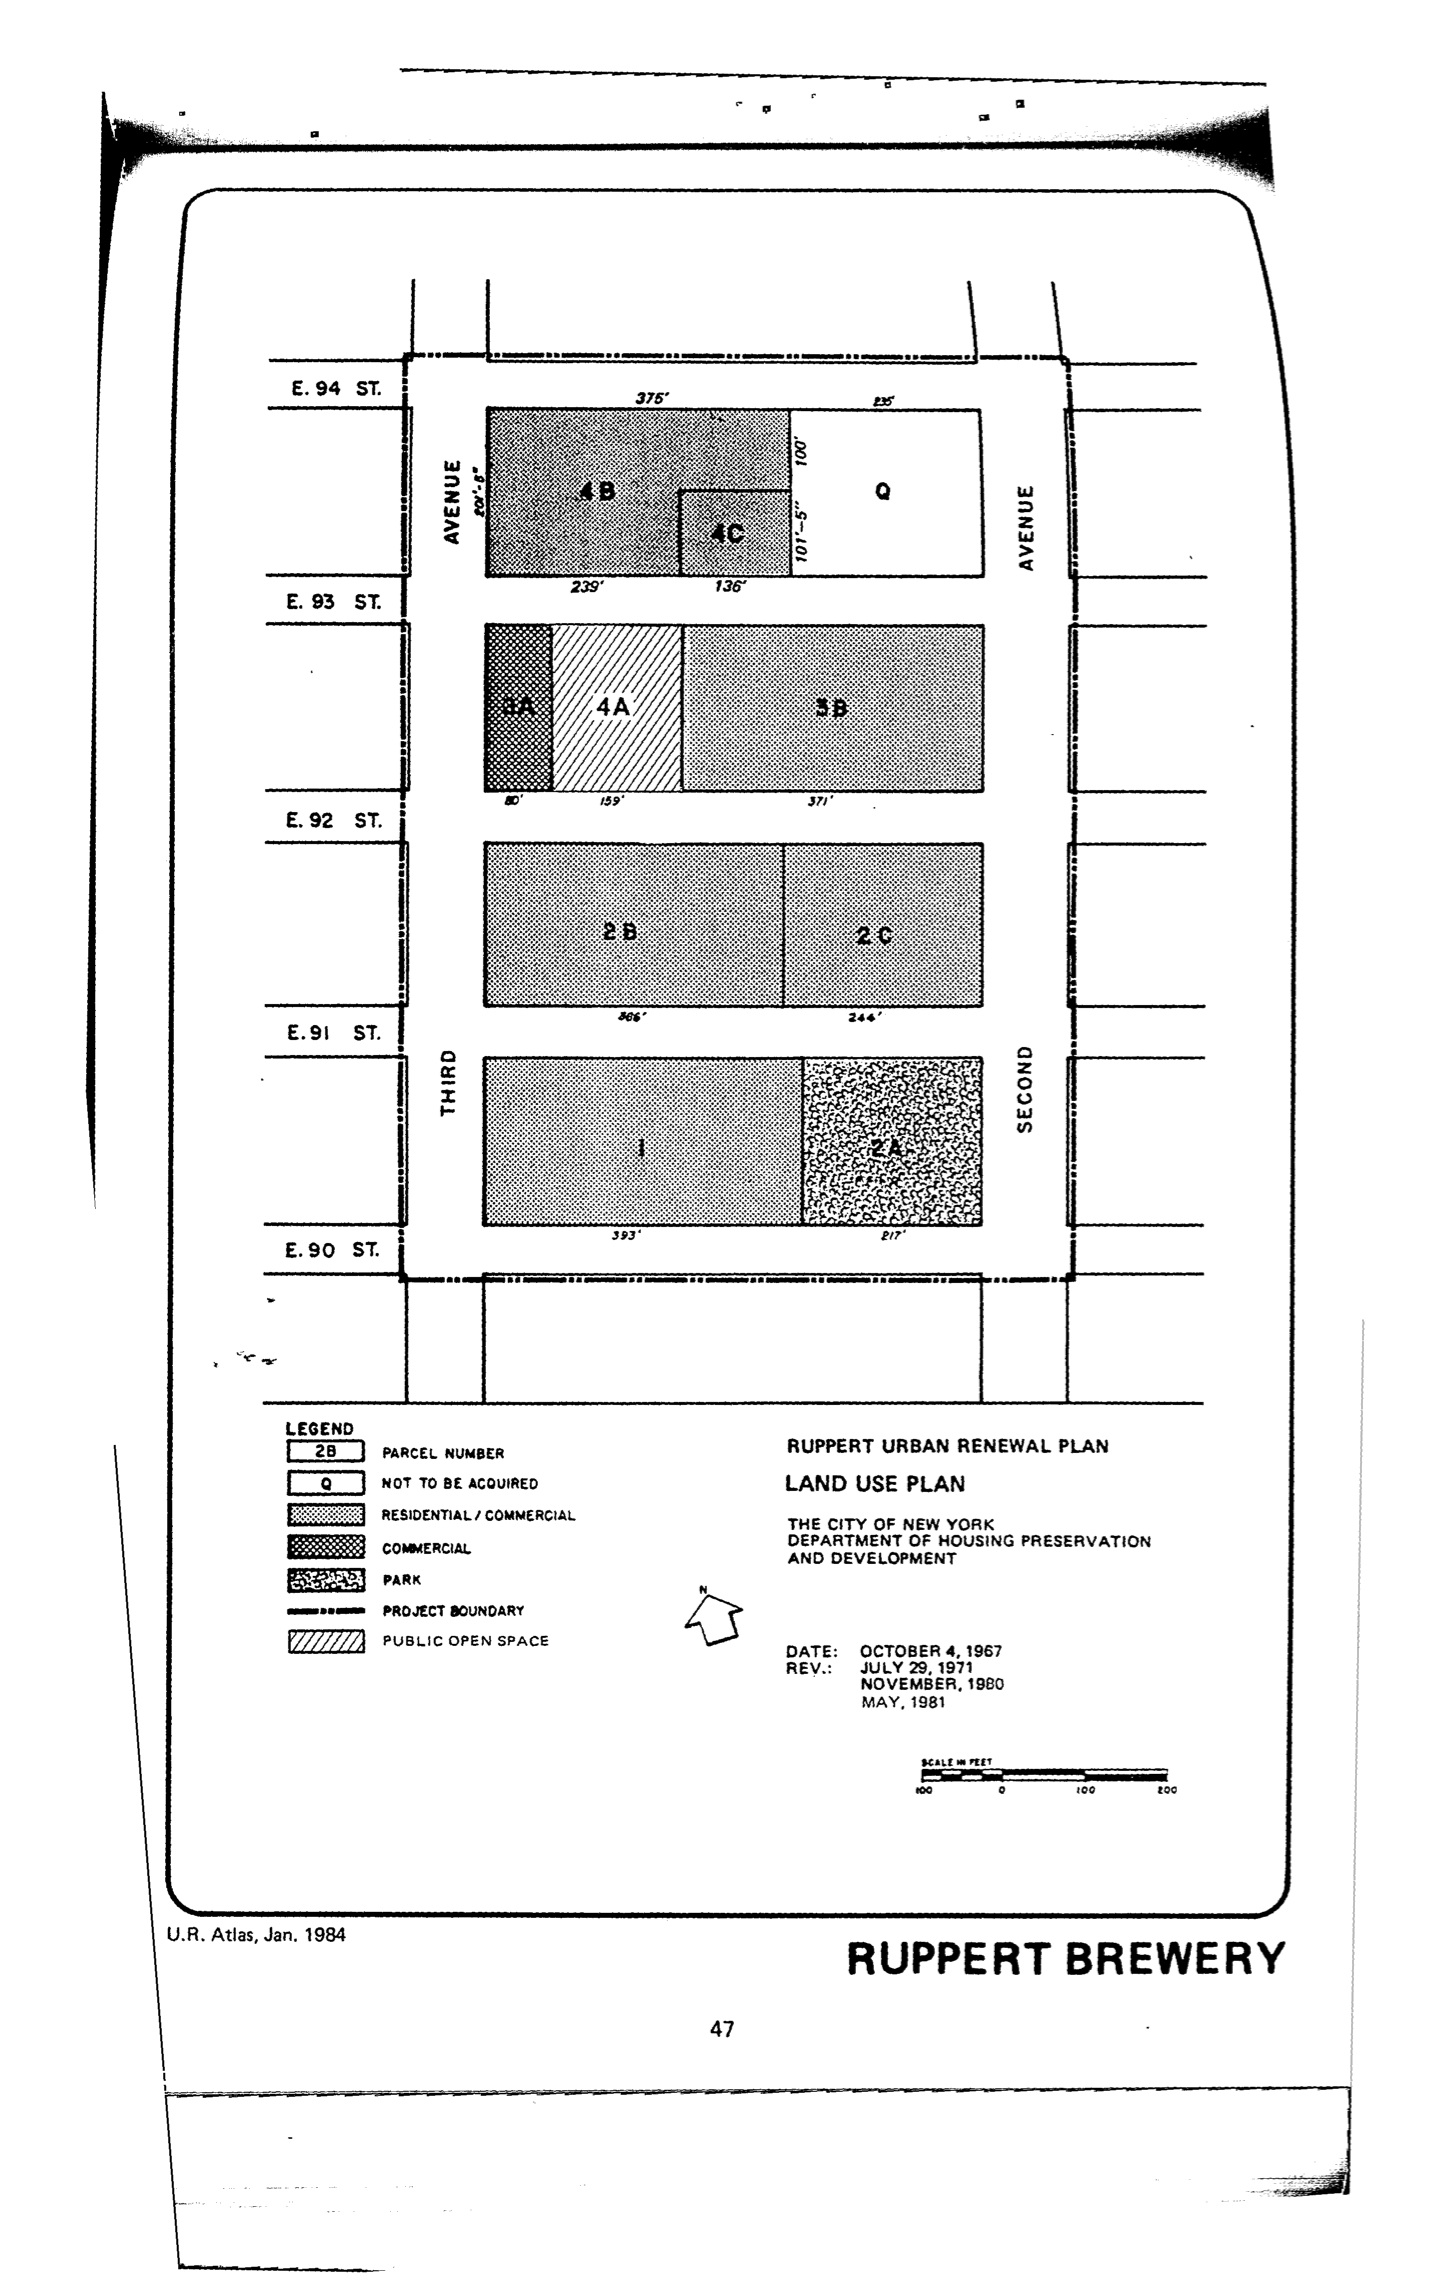 E. 94 ST.
375'
235'
AVENUE
201'-5"
4B
100'
Q
AVENUE
4C
101'-5"
239'
136'
E. 93 ST.
3A
4A
3B
80'
159'
371'
E. 92 ST.
2B
2C
366'
244'
E. 91 ST.
THIRD
SECOND
1
2A
393'
217'
E. 90 ST.
LEGEND
2B PARCEL NUMBER
Q NOT TO BE ACQUIRED
RESIDENTIAL / COMMERCIAL
COMMERCIAL
PARK
PROJECT BOUNDARY
PUBLIC OPEN SPACE
RUPPERT URBAN RENEWAL PLAN
LAND USE PLAN
THE CITY OF NEW YORK
DEPARTMENT OF HOUSING PRESERVATION
AND DEVELOPMENT
N
DATE: OCTOBER 4, 1967
REV.: JULY 29, 1971
NOVEMBER, 1980
MAY, 1981
SCALE IN FEET
100 0 100 200
U.R. Atlas, Jan. 1984
RUPPERT BREWERY
47